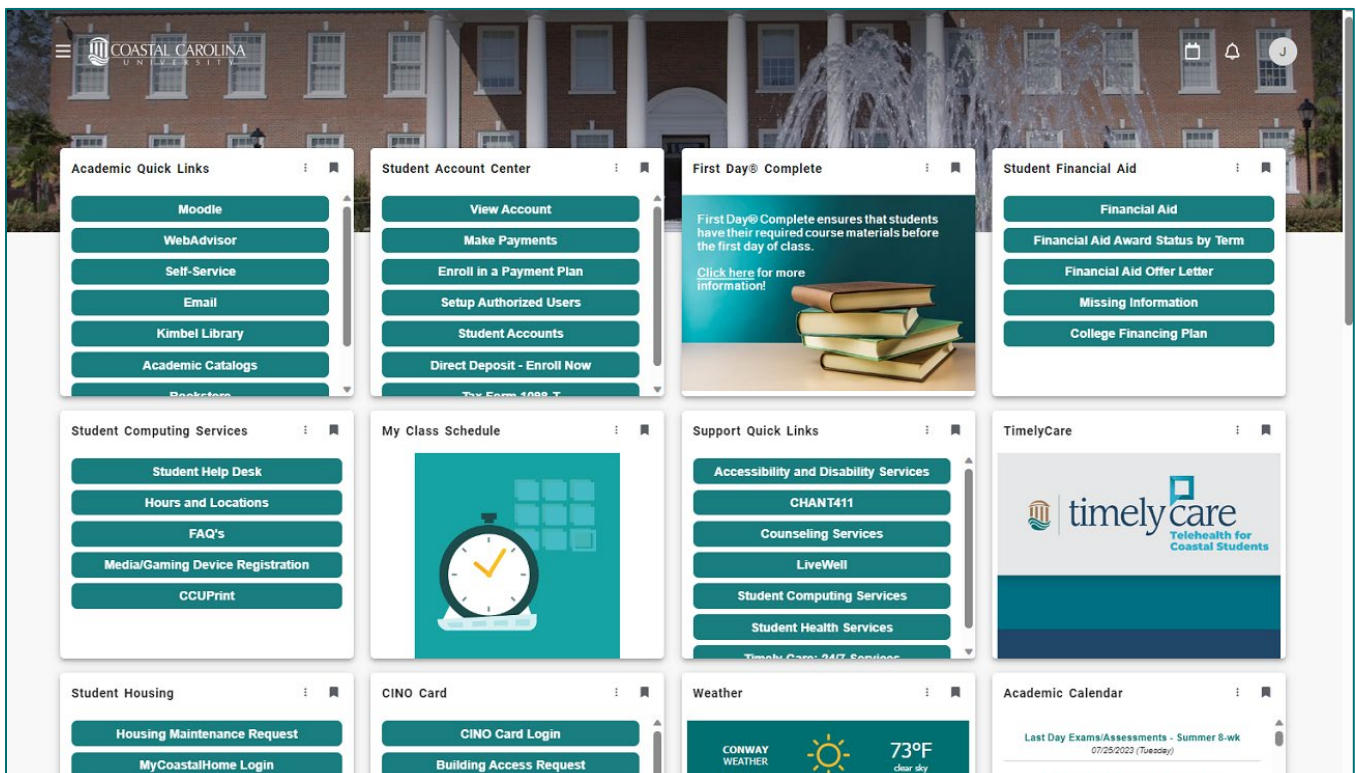 COASTAL CAROLINA
UNIVERSITY
J
Academic Quick Links
Moodle
WebAdvisor
Self-Service
Email
Kimbel Library
Academic Catalogs
Bookstore
Student Account Center
View Account
Make Payments
Enroll in a Payment Plan
Setup Authorized Users
Student Accounts
Direct Deposit - Enroll Now
Tax Form 1098-T
First Day® Complete
First Day® Complete ensures that students
have their required course materials before
the first day of class.
Click here for more
information!
Student Financial Aid
Financial Aid
Financial Aid Award Status by Term
Financial Aid Offer Letter
Missing Information
College Financing Plan
Student Computing Services
Student Help Desk
Hours and Locations
FAQ's
Media/Gaming Device Registration
CCUPrint
My Class Schedule
Support Quick Links
Accessibility and Disability Services
CHANT411
Counseling Services
LiveWell
Student Computing Services
Student Health Services
Timely Care: 24/7 Services
TimelyCare
timelycare
Telehealth for
Coastal Students
Student Housing
Housing Maintenance Request
MyCoastalHome Login
CINO Card
CINO Card Login
Building Access Request
Weather
CONWAY
WEATHER
73°F
clear sky
Academic Calendar
Last Day Exams/Assessments - Summer 8-wk
07/25/2023 (Tuesday)